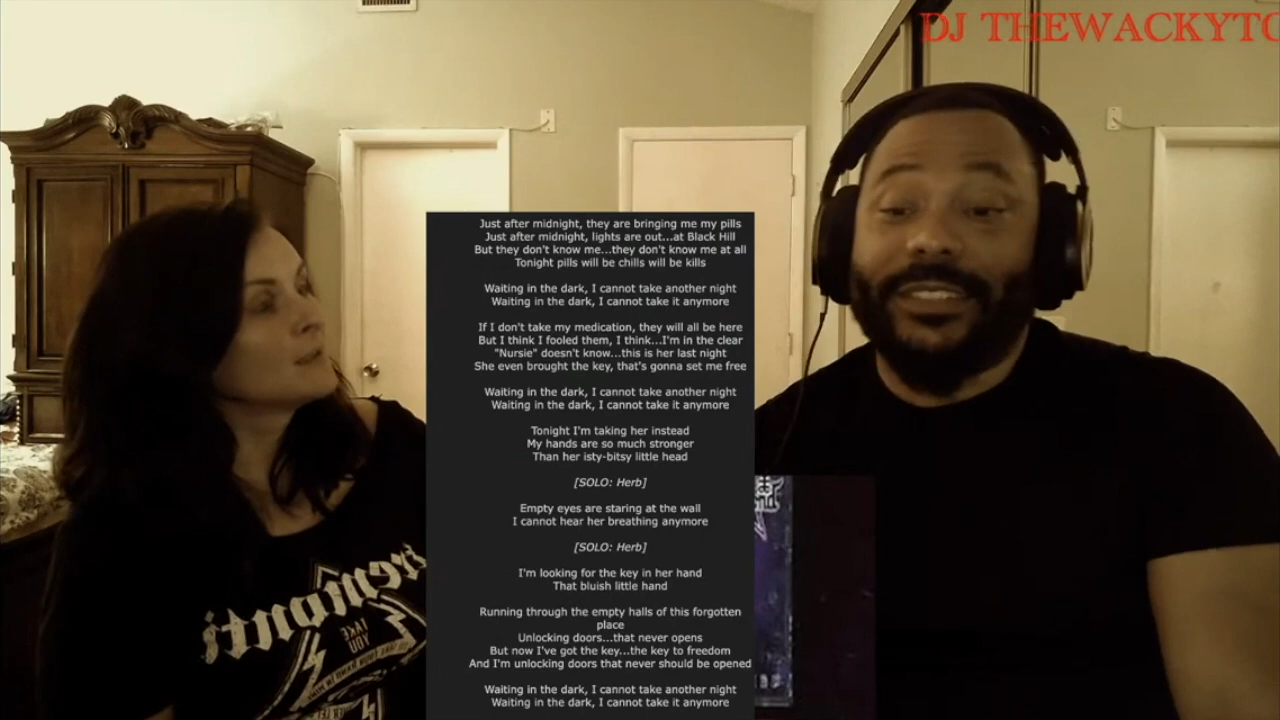 DJ THEWACKYTO
Just after midnight, they are bringing me my pills
Just after midnight, lights are out...at Black Hill
But they don't know me...they don't know me at all
Tonight pills will be chills will be kills
Waiting in the dark, I cannot take another night
Waiting in the dark, I cannot take it anymore
If I don't take my medication, they will all be here
But I think I fooled them, I think...I'm in the clear
"Nursie" doesn't know...this is her last night
She even brought the key, that's gonna set me free
Waiting in the dark, I cannot take another night
Waiting in the dark, I cannot take it anymore
Tonight I'm taking her instead
My hands are so much stronger
Than her isty-bitsy little head
[SOLO: Herb]
Empty eyes are staring at the wall
I cannot hear her breathing anymore
[SOLO: Herb]
I'm looking for the key in her hand
That bluish little hand
Running through the empty halls of this forgotten
place
Unlocking doors...that never opens
But now I've got the key...the key to freedom
And I'm unlocking doors that never should be opened
Waiting in the dark, I cannot take another night
Waiting in the dark, I cannot take it anymore
Tremonti
TAKE
YOU